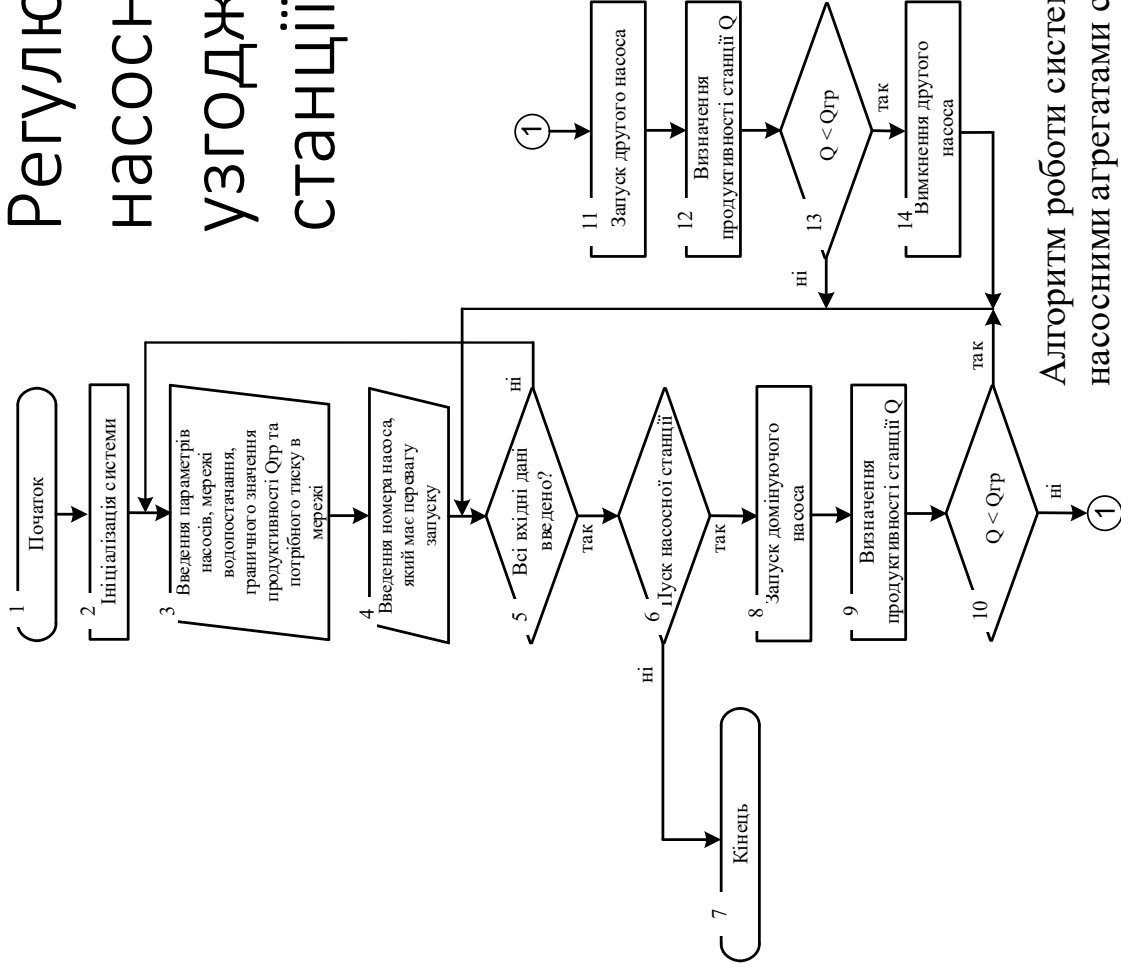 Регулю
насосн
узгодж
станції
1
Початок
2
Ініціалізація системи
3
Введення параметрів
насосів, мережі
водопостачання,
граничного значення
продуктивності Qгр та
потрібного тиску в
мережі
4
Введення номера насоса,
який має перевагу
запуску
5
Всі вхідні дані
введено?
ні
так
6
Пуск насосної станції
ні
так
7
Кінець
8
Запуск домінуючого
насоса
9
Визначення
продуктивності станції Q
10
Q < Qгр
так
ні
1
1
11
Запуск другого насоса
12
Визначення
продуктивності станції Q
13
Q < Qгр
ні
так
14
Вимкнення другого
насоса
Алгоритм роботи систем
насосними агрегатами с